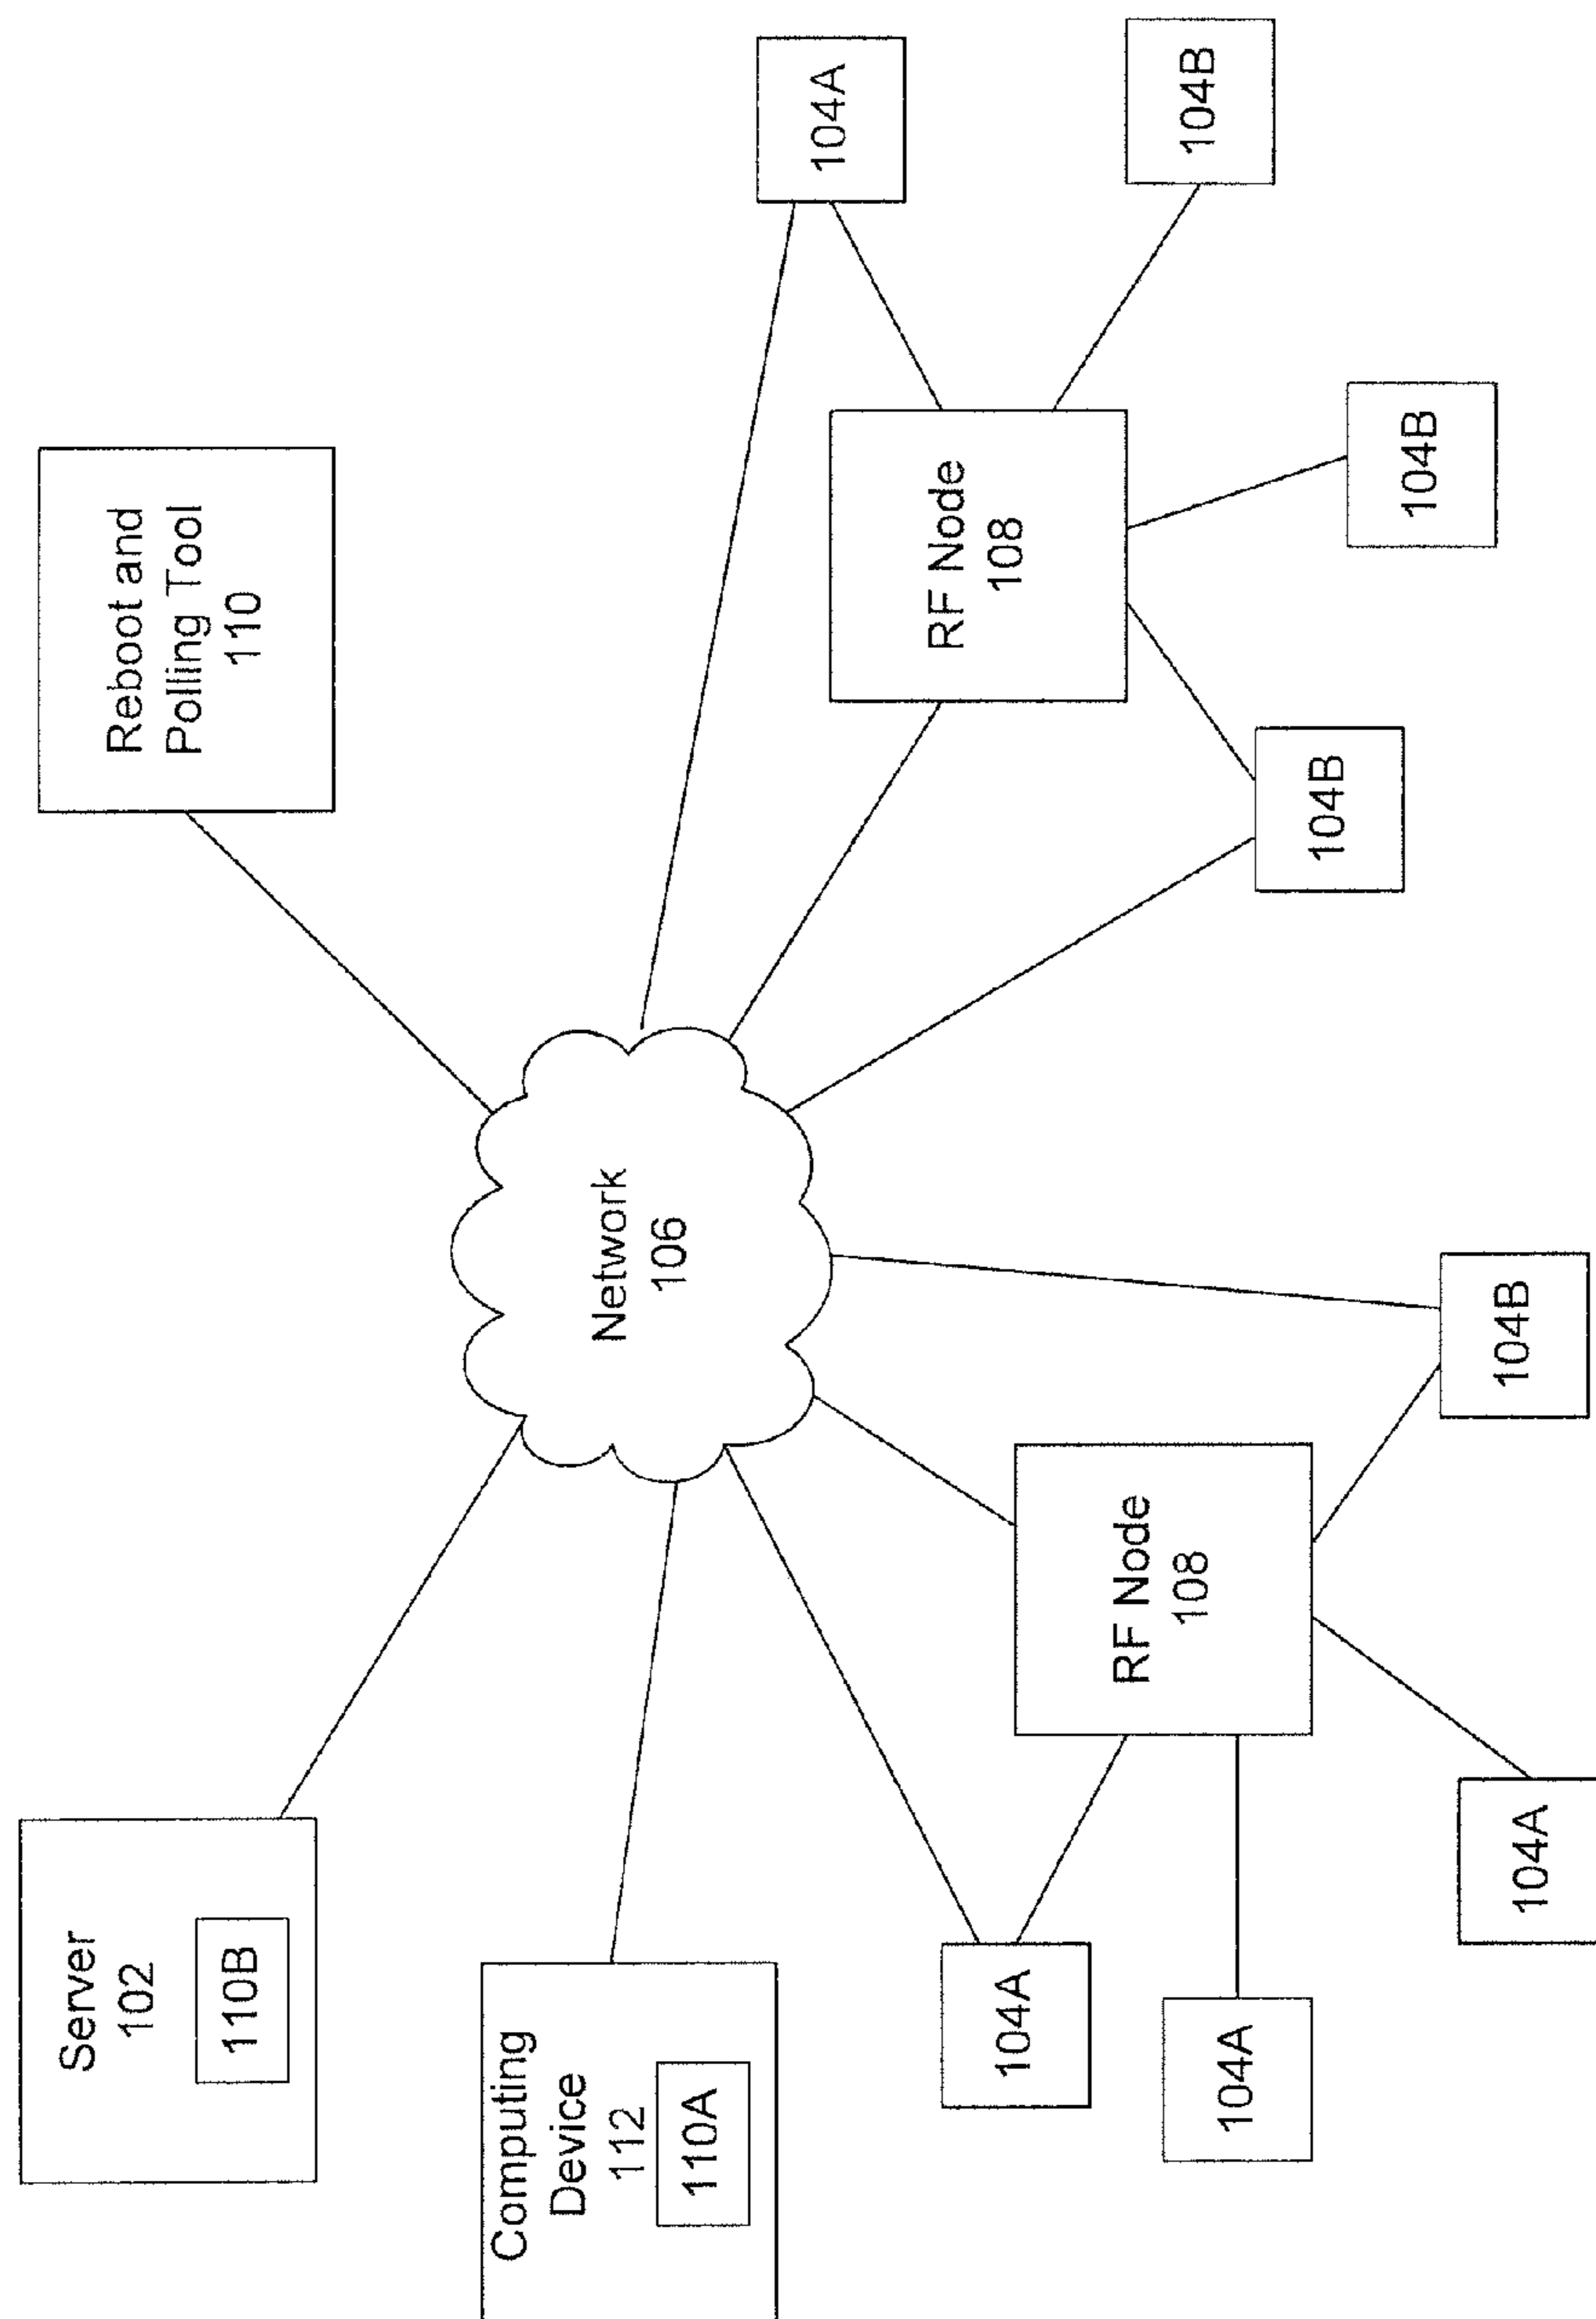 Server
102
110B
Reboot and
Polling Tool
110
Computing
Device
112
110A
Network
106
104A
RF Node
108
104B
104A
RF Node
108
104B
104A
104B
104A
104B